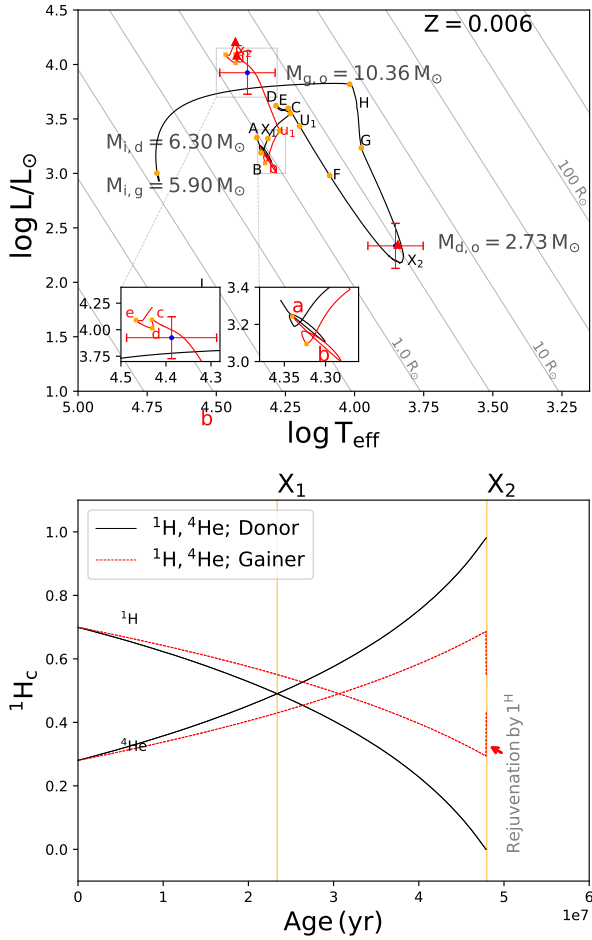 Z = 0.006
4.5
4.0
3.5
3.0
2.5
2.0
1.5
1.0
log L/L⊙
M_g,o = 10.36 M⊙
M_i,d = 6.30 M⊙
M_i,g = 5.90 M⊙
M_d,o = 2.73 M⊙
H
G
D
E
C
U₁
A
X
u₁
B
F
X₂
100 R⊙
10 R⊙
1.0 R⊙
4.25
4.00
3.75
4.5
4.4
4.3
e
c
d
3.4
3.2
3.0
4.35
4.30
a
b
5.00
4.75
4.50
4.25
4.00
3.75
3.50
3.25
b
log T_eff
X₁
X₂
¹H, ⁴He; Donor
¹H, ⁴He; Gainer
¹H
⁴He
Rejuvenation by 1ᴴ
1.0
0.8
0.6
0.4
0.2
0.0
¹H_c
0
1
2
3
4
5
6
1e7
Age (yr)